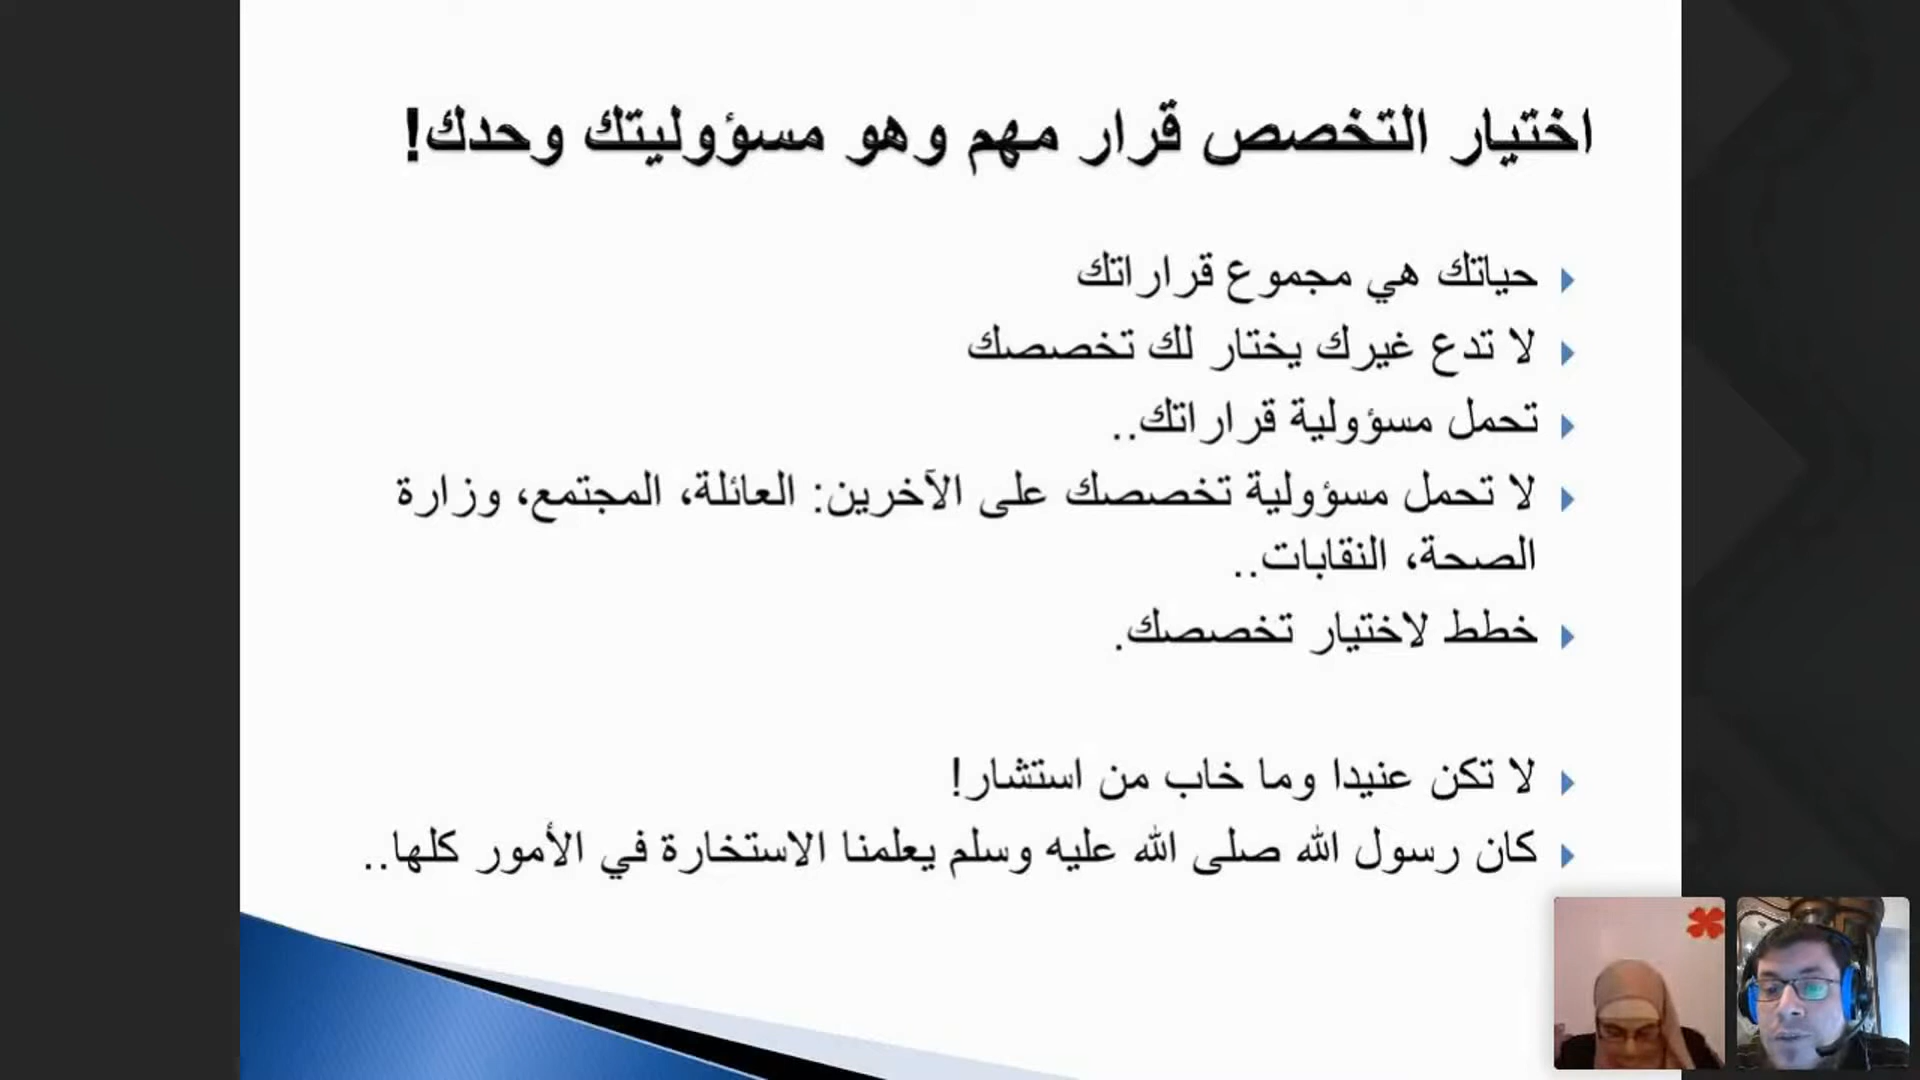 اختيار التخصص قرار مهم وهو مسؤوليتك وحدك!
حياتك هي مجموع قراراتك
لا تدع غيرك يختار لك تخصصك
تحمل مسؤولية قراراتك..
لا تحمل مسؤولية تخصصك على الآخرين: العائلة، المجتمع، وزارة
الصحة، النقابات..
خطط لاختيار تخصصك.
لا تكن عنيدا وما خاب من استشار!
كان رسول الله صلى الله عليه وسلم يعلمنا الاستخارة في الأمور كلها..